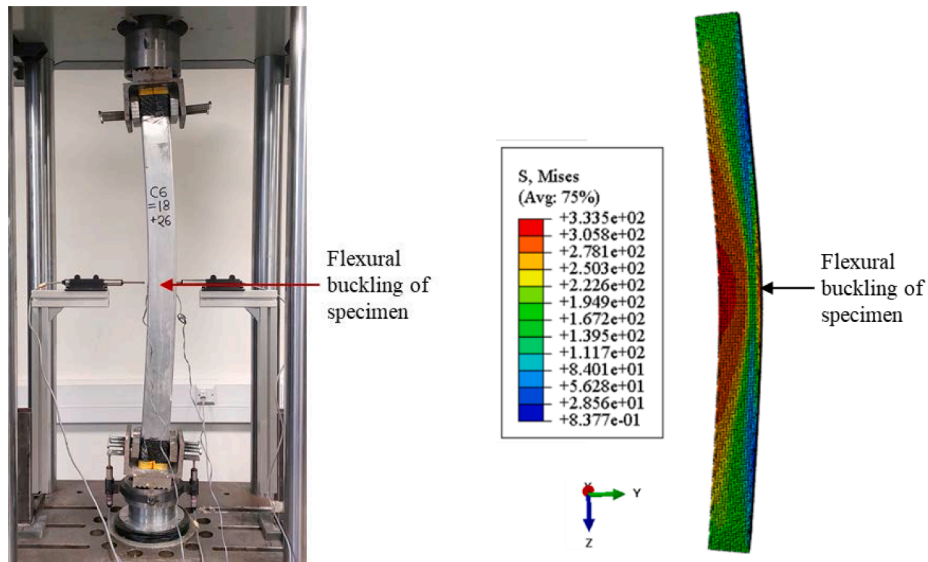 C6
=18
+26
Flexural
buckling of
specimen
S, Mises
(Avg: 75%)
+3.335e+02
+3.058e+02
+2.781e+02
+2.503e+02
+2.226e+02
+1.949e+02
+1.672e+02
+1.395e+02
+1.117e+02
+8.401e+01
+5.628e+01
+2.856e+01
+8.377e-01
X
Y
Z
Flexural
buckling of
specimen